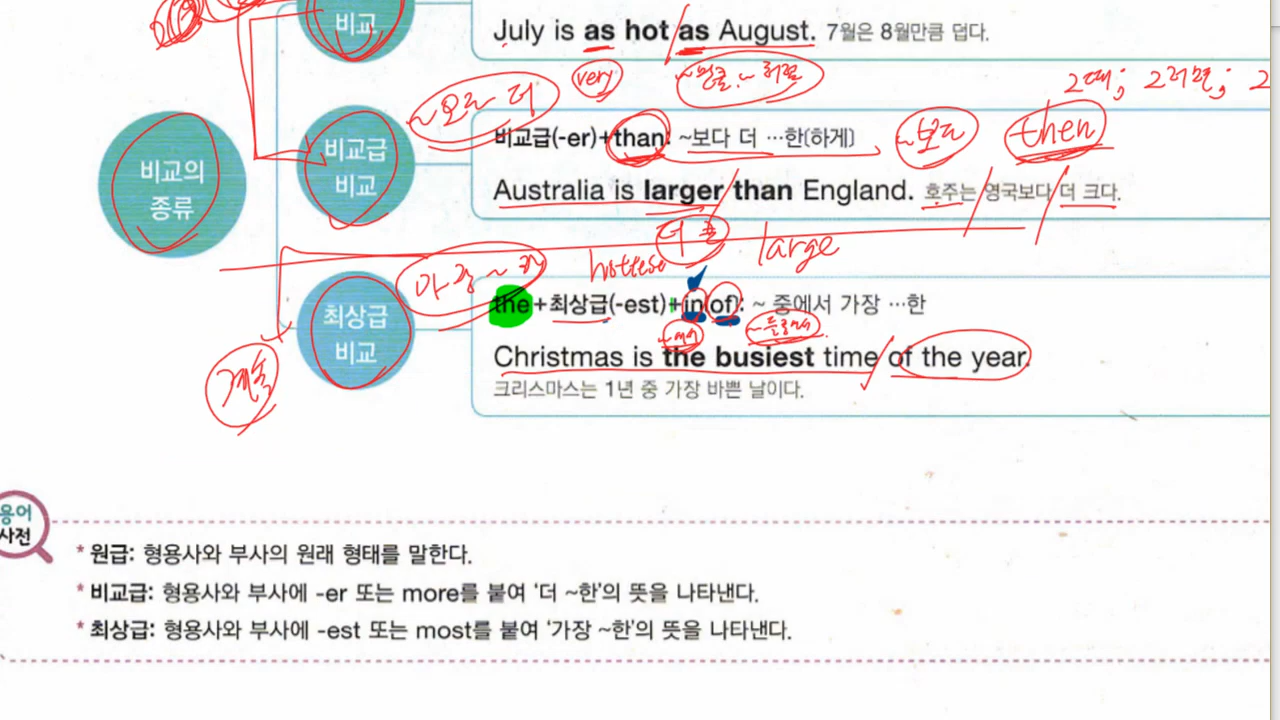 비교
July is as hot as August. 7월은 8월만큼 덥다.
very
~만큼. ~처럼
~보다 더
2때; 2러면; 2
비교의
종류
비교급
비교
비교급(-er)+than: ~보다 더 …한(하게)
~보다
then
Australia is larger than England. 호주는 영국보다 더 크다.
더 큰
large
hottest
최상급
비교
the+최상급(-est)+in(of): ~ 중에서 가장 …한
~에서
Christmas is the busiest time of the year.
크리스마스는 1년 중 가장 바쁜 날이다.
용어
사전
* 원급: 형용사와 부사의 원래 형태를 말한다.
* 비교급: 형용사와 부사에 -er 또는 more를 붙여 ‘더 ~한’의 뜻을 나타낸다.
* 최상급: 형용사와 부사에 -est 또는 most를 붙여 ‘가장 ~한’의 뜻을 나타낸다.